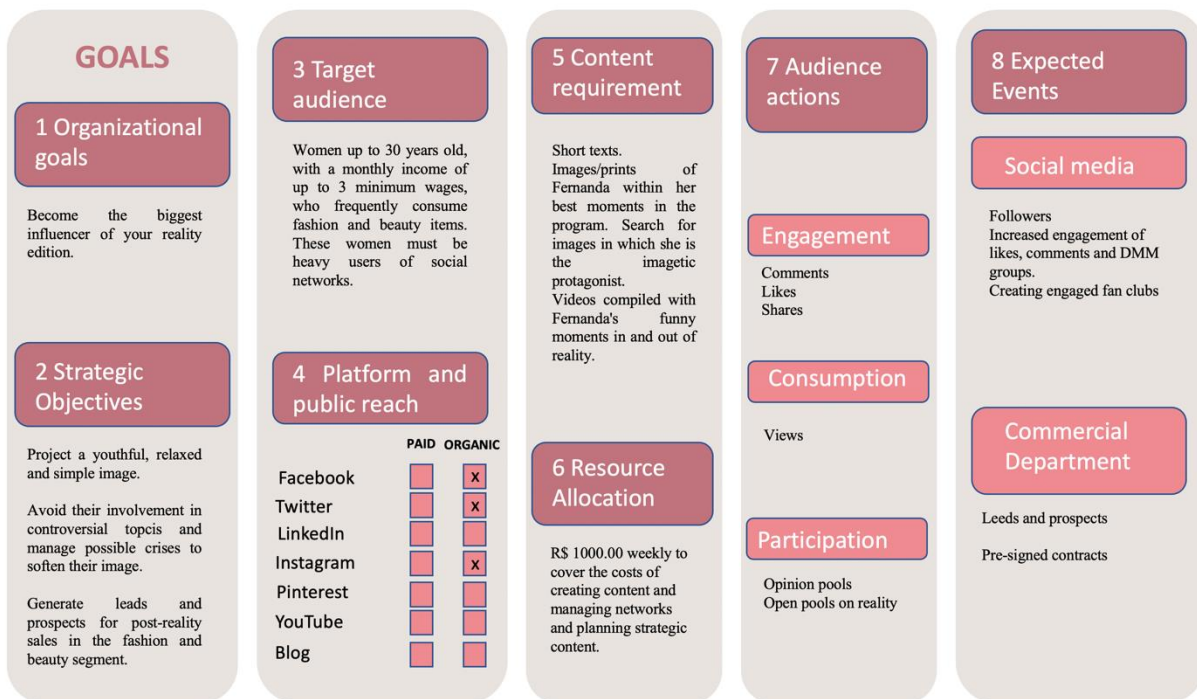 GOALS
1 Organizational
goals
Become the biggest
influencer of your reality
edition.
2 Strategic
Objectives
Project a youthful, relaxed
and simple image.
Avoid their involvement in
controversial topcis and
manage possible crises to
soften their image.
Generate leads and
prospects for post-reality
sales in the fashion and
beauty segment.
3 Target
audience
Women up to 30 years old,
with a monthly income of
up to 3 minimum wages,
who frequently consume
fashion and beauty items.
These women must be
heavy users of social
networks.
4 Platform and
public reach
PAID ORGANIC
Facebook X
Twitter X
LinkedIn
Instagram X
Pinterest
YouTube
Blog
5 Content
requirement
Short texts.
Images/prints of
Fernanda within her
best moments in the
program. Search for
images in which she is
the imagetic
protagonist.
Videos compiled with
Fernanda's funny
moments in and out of
reality.
6 Resource
Allocation
R$ 1000.00 weekly to
cover the costs of
creating content and
managing networks
and planning strategic
content.
7 Audience
actions
Engagement
Comments
Likes
Shares
Consumption
Views
Participation
Opinion pools
Open pools on reality
8 Expected
Events
Social media
Followers
Increased engagement of
likes, comments and DMM
groups.
Creating engaged fan clubs
Commercial
Department
Leeds and prospects
Pre-signed contracts